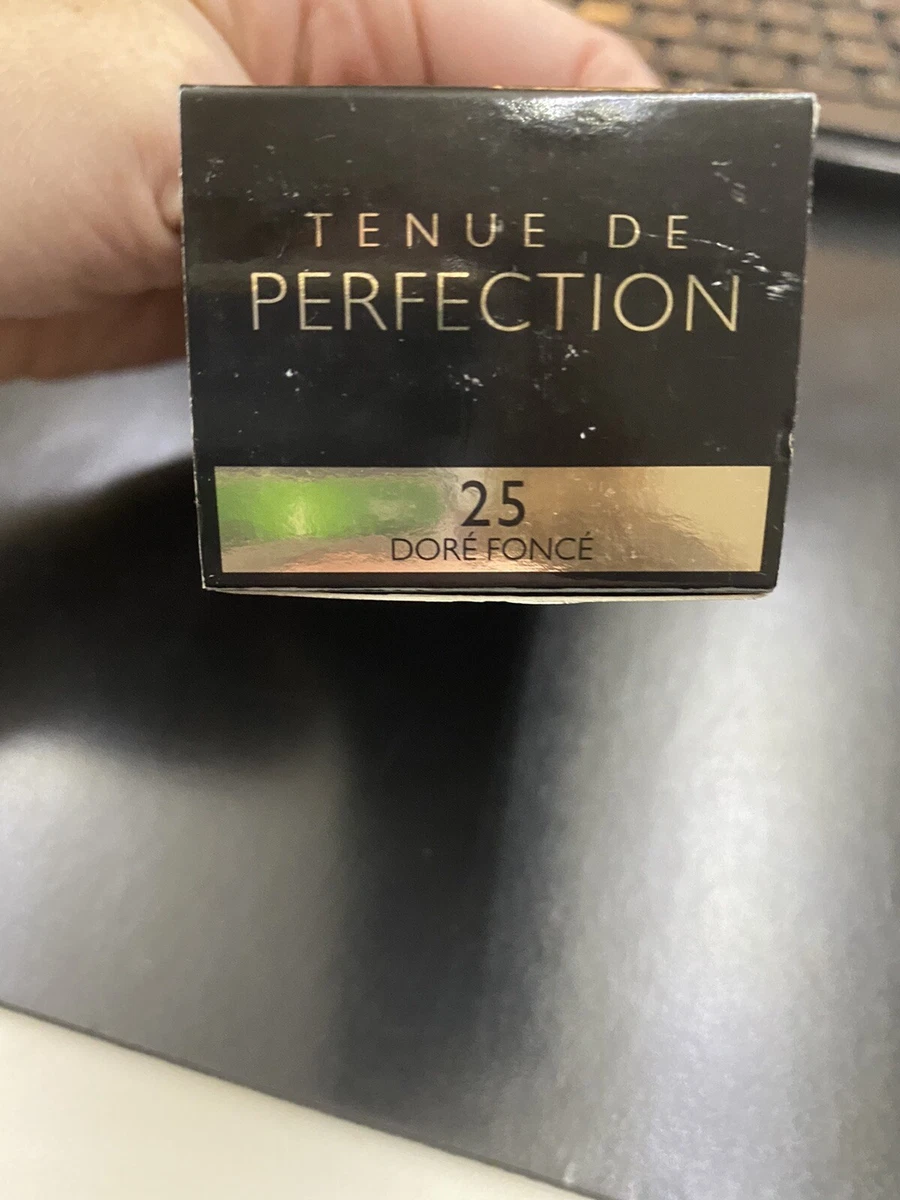 TENUE DE
PERFECTION
25
DORÉ FONCÉ